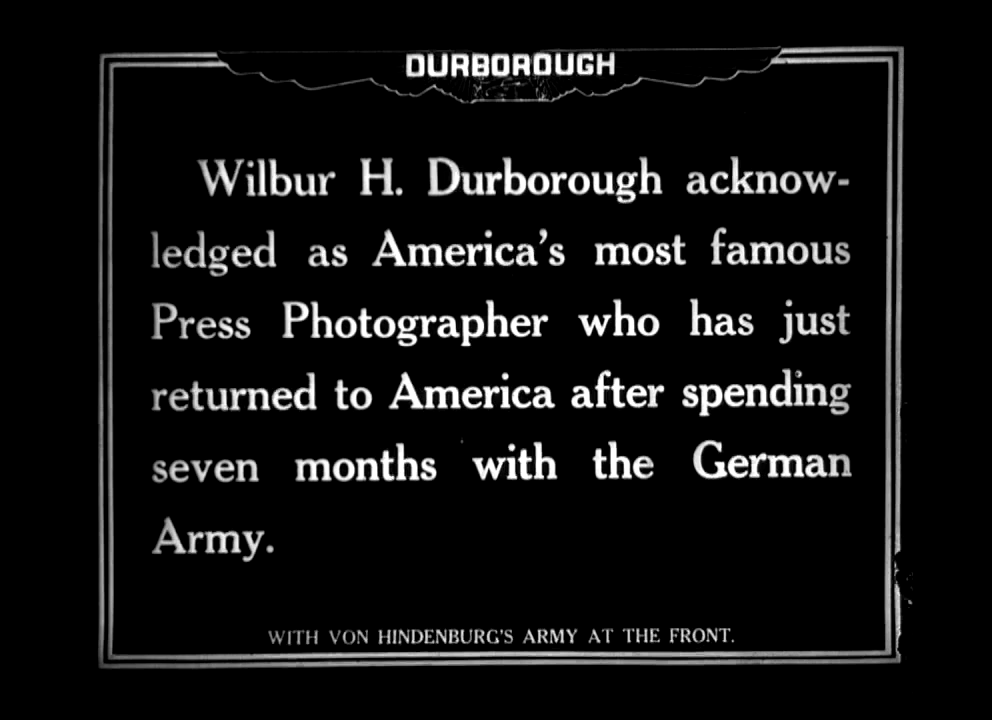 DURBOROUGH
Wilbur H. Durborough acknow-
ledged as America's most famous
Press Photographer who has just
returned to America after spending
seven months with the German
Army.
WITH VON HINDENBURG'S ARMY AT THE FRONT.